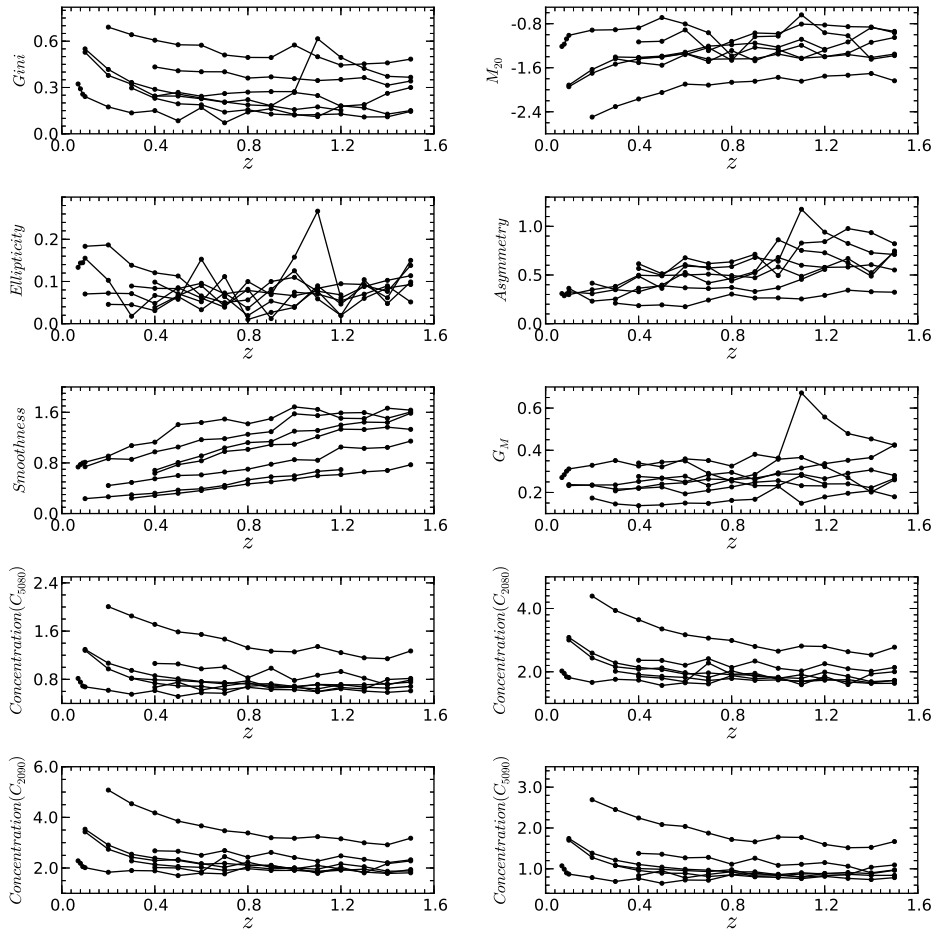 Gini
0.6
0.3
0.0
0.0 0.4 0.8 1.2 1.6
z
M20
-0.8
-1.6
-2.4
0.0 0.4 0.8 1.2 1.6
z
Ellipticity
0.2
0.1
0.0
0.0 0.4 0.8 1.2 1.6
z
Asymmetry
1.0
0.5
0.0
0.0 0.4 0.8 1.2 1.6
z
Smoothness
1.6
0.8
0.0
0.0 0.4 0.8 1.2 1.6
z
GM
0.6
0.4
0.2
0.0 0.4 0.8 1.2 1.6
z
Concentration(C5080)
2.4
1.6
0.8
0.0 0.4 0.8 1.2 1.6
z
Concentration(C2080)
4.0
2.0
0.0 0.4 0.8 1.2 1.6
z
Concentration(C2090)
6.0
4.0
2.0
0.0 0.4 0.8 1.2 1.6
z
Concentration(C5090)
3.0
2.0
1.0
0.0 0.4 0.8 1.2 1.6
z